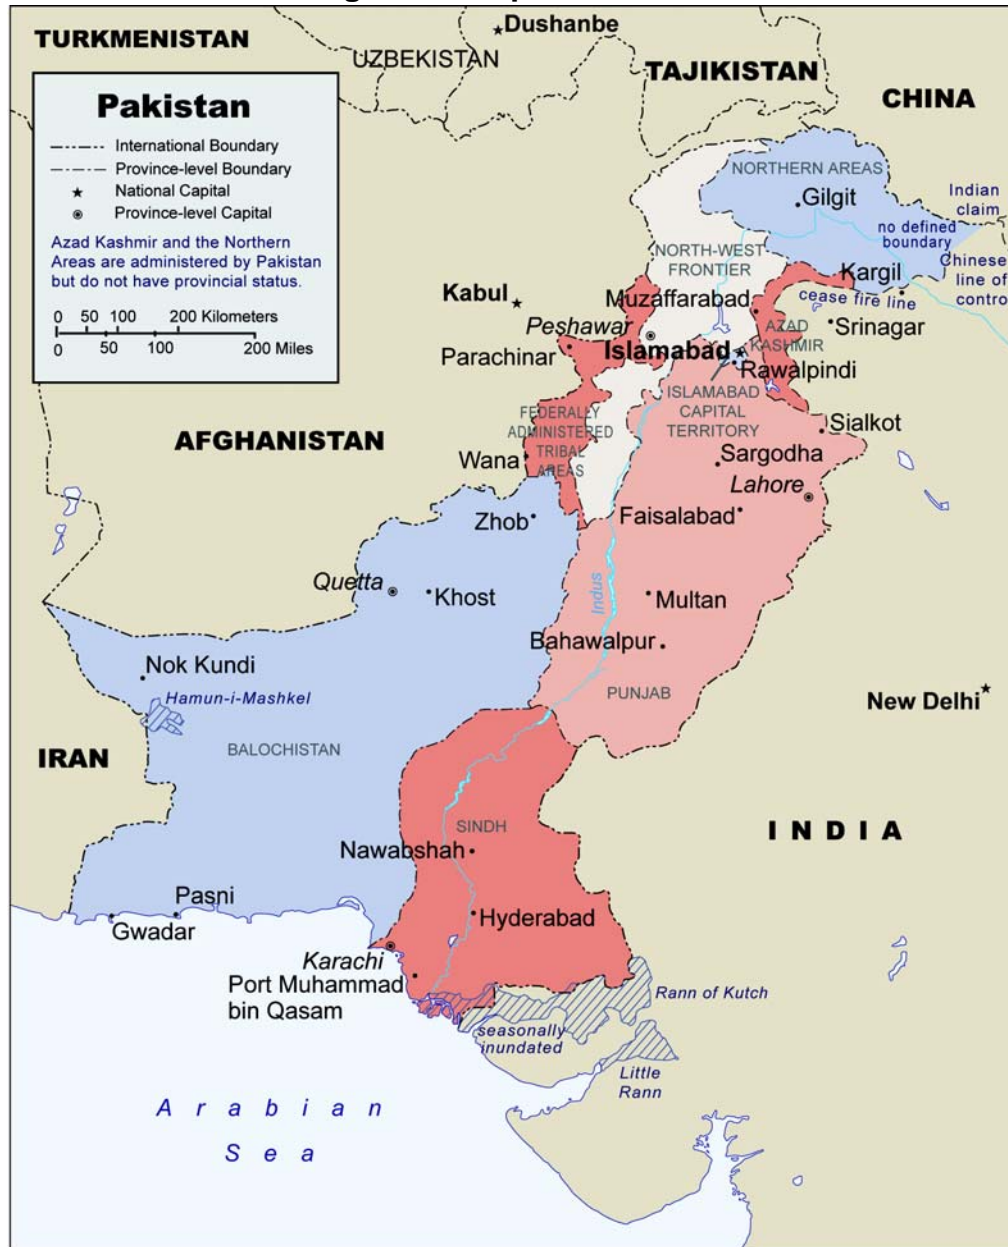 Dushanbe
TURKMENISTAN
UZBEKISTAN
TAJIKISTAN
CHINA
Pakistan
International Boundary
Province-level Boundary
National Capital
Province-level Capital
Azad Kashmir and the Northern
Areas are administered by Pakistan
but do not have provincial status.
0 50 100 200 Kilometers
0 50 100 200 Miles
NORTHERN AREAS
Gilgit
Indian
claim
no defined
boundary
Chinese
line of
contro
NORTH-WEST
FRONTIER
Kargil
cease fire line
Kabul
Muzaffarabad
Peshawar
AZAD
KASHMIR
Srinagar
Parachinar
Islamabad
Rawalpindi
ISLAMABAD
CAPITAL
TERRITORY
FEDERALLY
ADMINISTERED
TRIBAL
AREAS
AFGHANISTAN
Sialkot
Wana
Sargodha
Lahore
Zhob
Faisalabad
Quetta
Khost
Indus
Multan
Bahawalpur
Nok Kundi
Hamun-i-Mashkel
PUNJAB
New Delhi
IRAN
BALOCHISTAN
SINDH
INDIA
Nawabshah
Pasni
Gwadar
Hyderabad
Karachi
Port Muhammad
bin Qasam
Rann of Kutch
seasonally
inundated
Little
Rann
Arabian
Sea